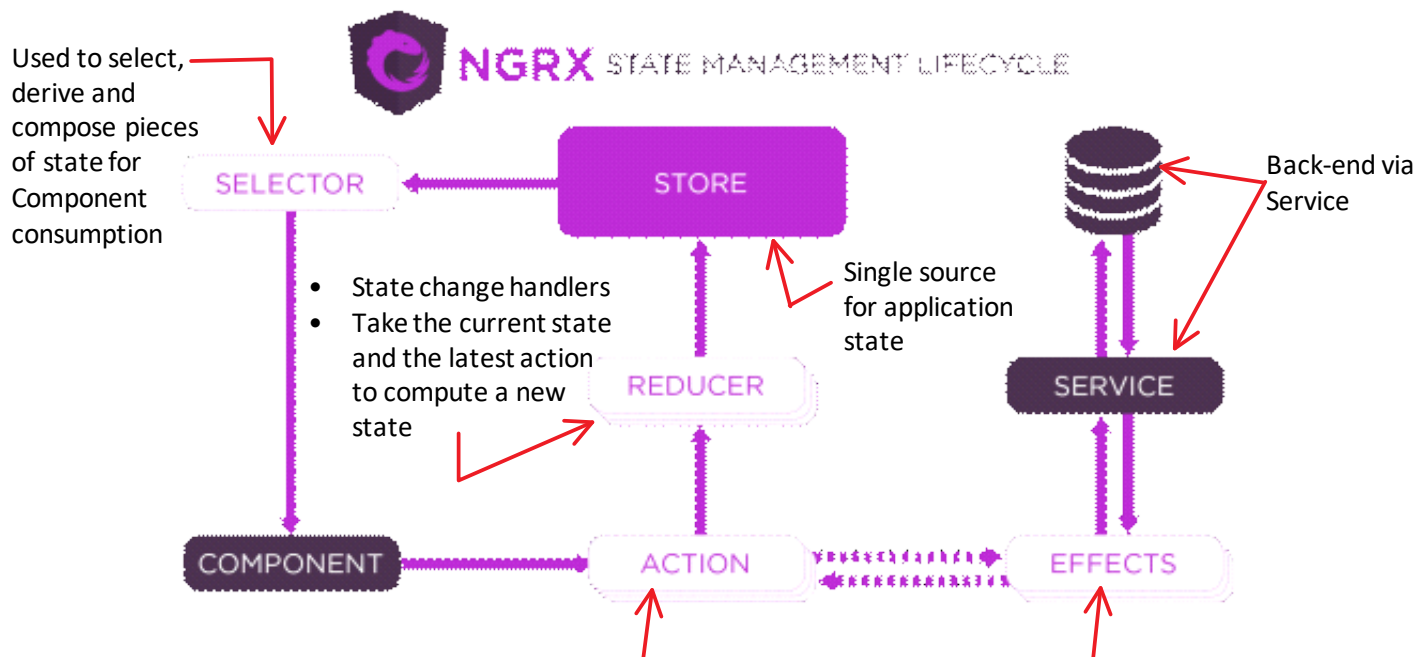 NGRX STATE MANAGEMENT LIFECYCLE
Used to select,
derive and
compose pieces
of state for
Component
consumption
SELECTOR
STORE
Back-end via
Service
Single source
for application
state
• State change handlers
• Take the current state
and the latest action
to compute a new
state
REDUCER
SERVICE
COMPONENT
ACTION
EFFECTS